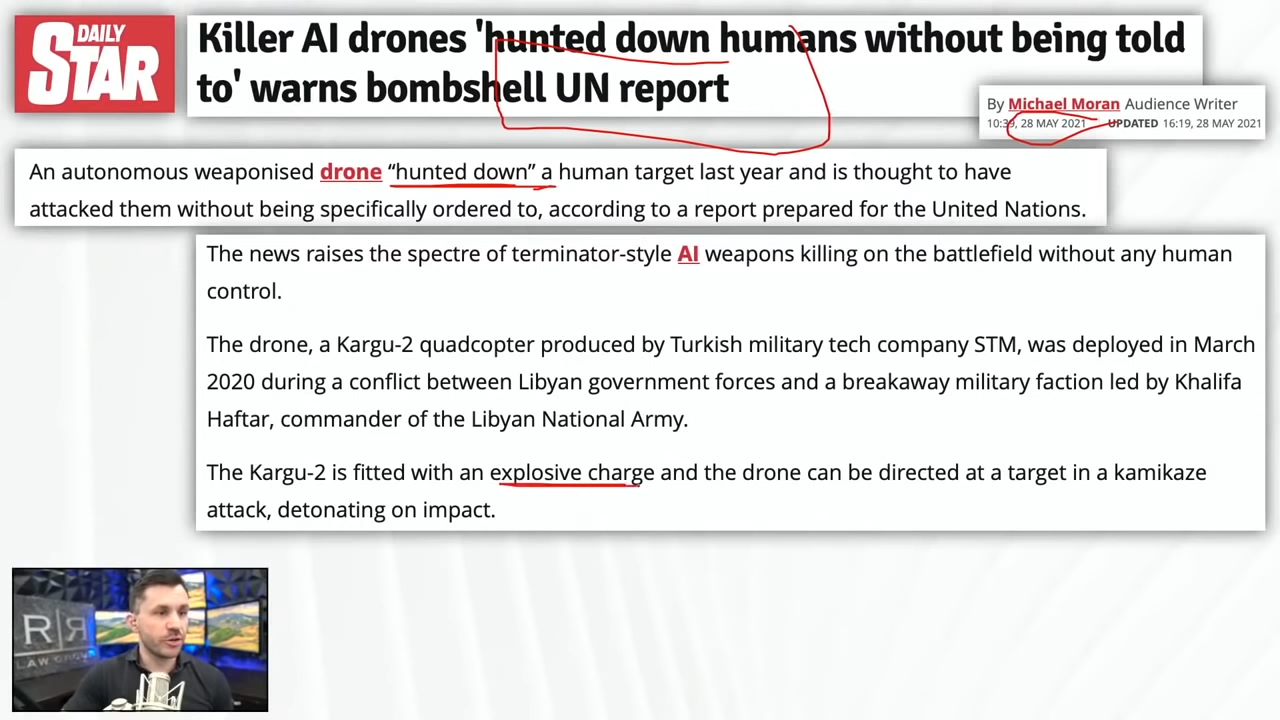 DAILY
STAR
Killer AI drones 'hunted down humans without being told
to' warns bombshell UN report
By Michael Moran Audience Writer
10:39, 28 MAY 2021 UPDATED 16:19, 28 MAY 2021
An autonomous weaponised drone “hunted down” a human target last year and is thought to have
attacked them without being specifically ordered to, according to a report prepared for the United Nations.
The news raises the spectre of terminator-style AI weapons killing on the battlefield without any human
control.
The drone, a Kargu-2 quadcopter produced by Turkish military tech company STM, was deployed in March
2020 during a conflict between Libyan government forces and a breakaway military faction led by Khalifa
Haftar, commander of the Libyan National Army.
The Kargu-2 is fitted with an explosive charge and the drone can be directed at a target in a kamikaze
attack, detonating on impact.
R|R
LAW GROUP